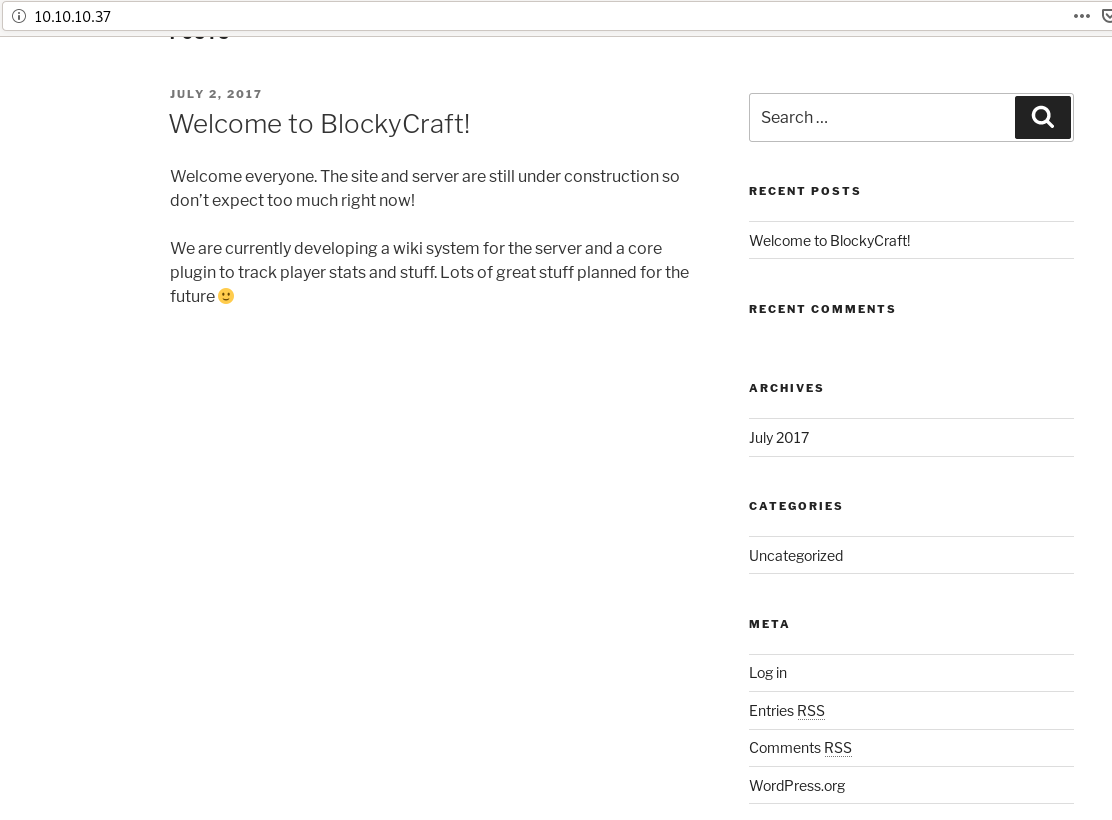 10.10.10.37
JULY 2, 2017
Welcome to BlockyCraft!
Welcome everyone. The site and server are still under construction so
don’t expect too much right now!
We are currently developing a wiki system for the server and a core
plugin to track player stats and stuff. Lots of great stuff planned for the
future 🙂
Search …
RECENT POSTS
Welcome to BlockyCraft!
RECENT COMMENTS
ARCHIVES
July 2017
CATEGORIES
Uncategorized
META
Log in
Entries RSS
Comments RSS
WordPress.org